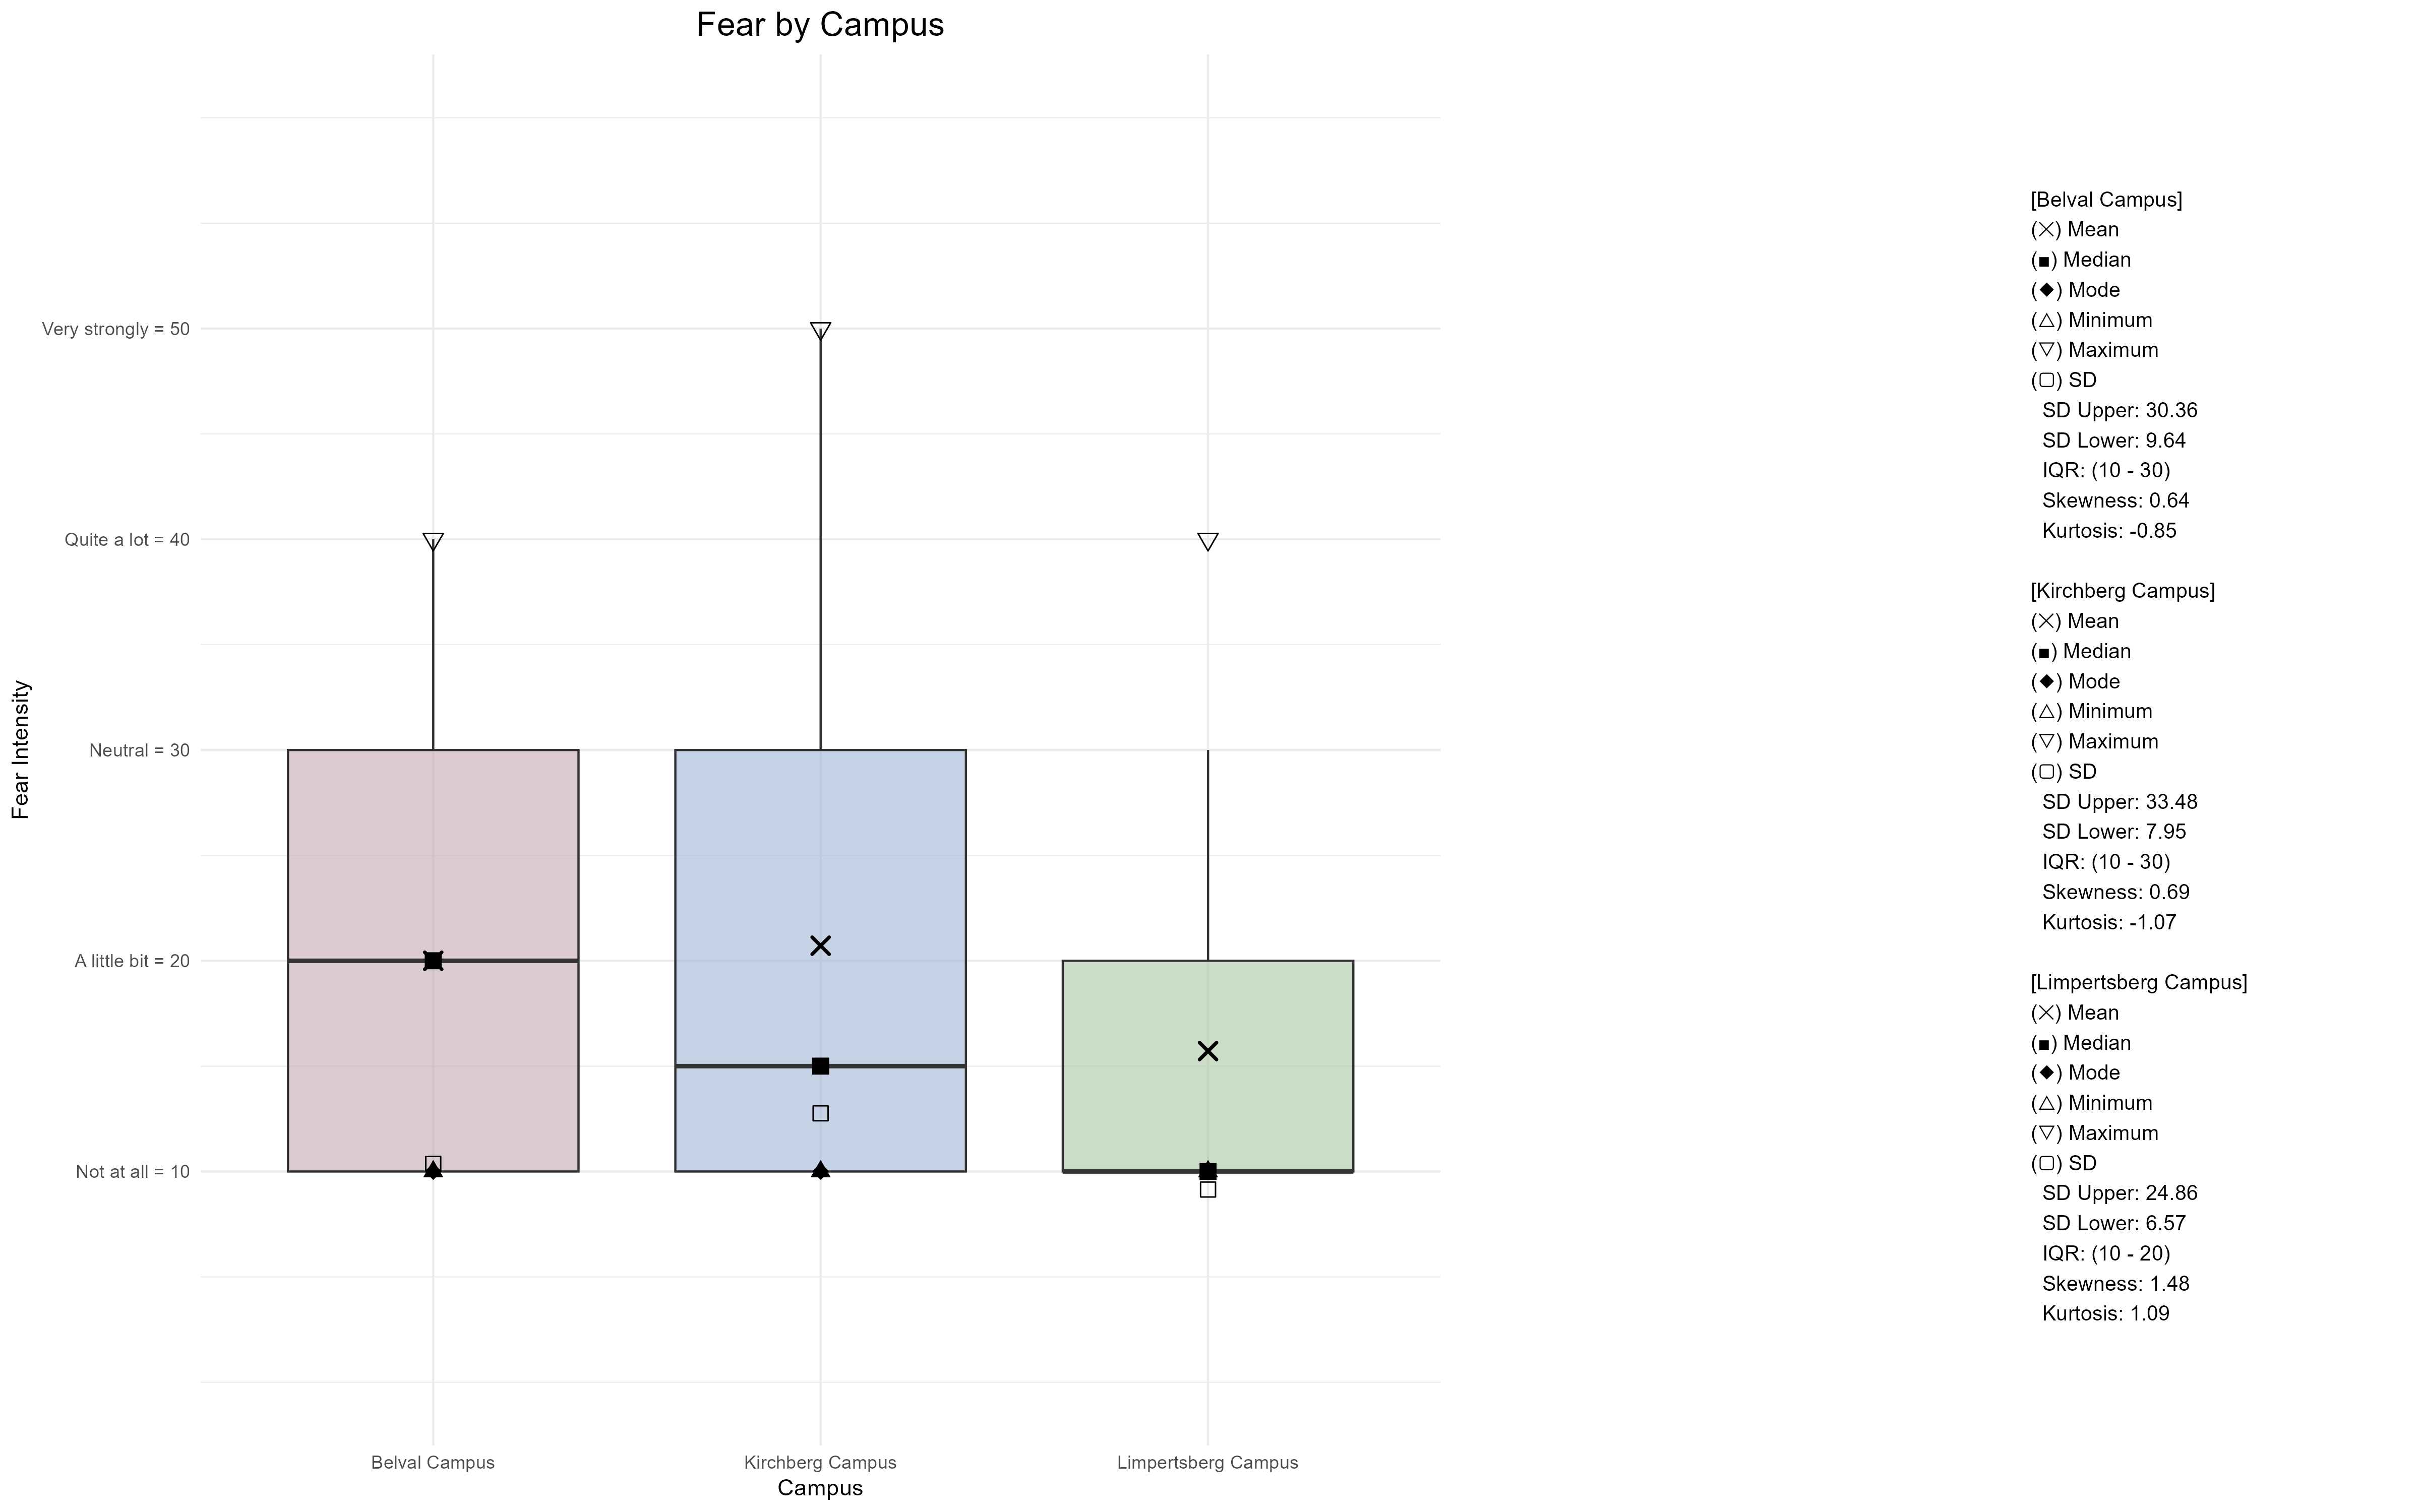 Fear by Campus
Fear Intensity
Very strongly = 50
Quite a lot = 40
Neutral = 30
A little bit = 20
Not at all = 10
Belval Campus
Kirchberg Campus
Limpertsberg Campus
Campus
[Belval Campus]
(×) Mean
(■) Median
(◆) Mode
(△) Minimum
(▽) Maximum
(▢) SD
SD Upper: 30.36
SD Lower: 9.64
IQR: (10 - 30)
Skewness: 0.64
Kurtosis: -0.85
[Kirchberg Campus]
(×) Mean
(■) Median
(◆) Mode
(△) Minimum
(▽) Maximum
(▢) SD
SD Upper: 33.48
SD Lower: 7.95
IQR: (10 - 30)
Skewness: 0.69
Kurtosis: -1.07
[Limpertsberg Campus]
(×) Mean
(■) Median
(◆) Mode
(△) Minimum
(▽) Maximum
(▢) SD
SD Upper: 24.86
SD Lower: 6.57
IQR: (10 - 20)
Skewness: 1.48
Kurtosis: 1.09